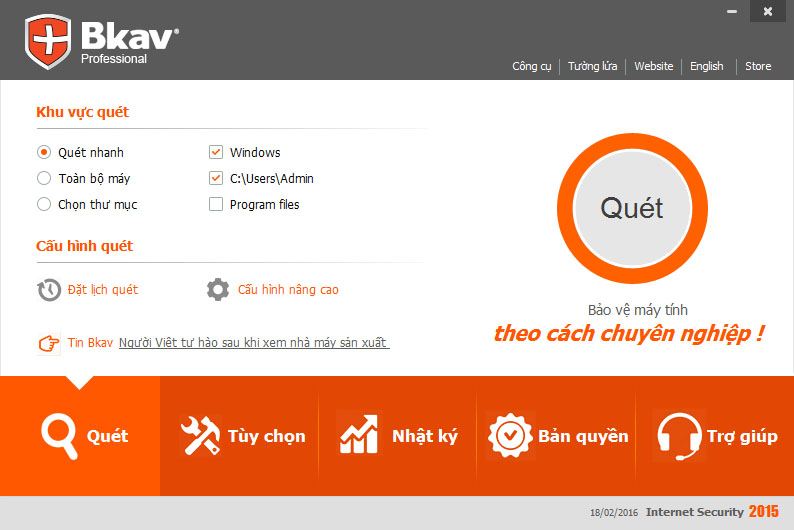 Bkav®
Professional
Công cụ Tường lửa Website English Store
Khu vực quét
Quét nhanh Windows
Toàn bộ máy C:\Users\Admin
Chọn thư mục Program files
Quét
Cấu hình quét
Đặt lịch quét Cấu hình nâng cao
Bảo vệ máy tính
theo cách chuyên nghiệp !
Tin Bkav Người Việt tự hào sau khi xem nhà máy sản xuất
Quét Tùy chọn Nhật ký Bản quyền Trợ giúp
18/02/2016 Internet Security 2015